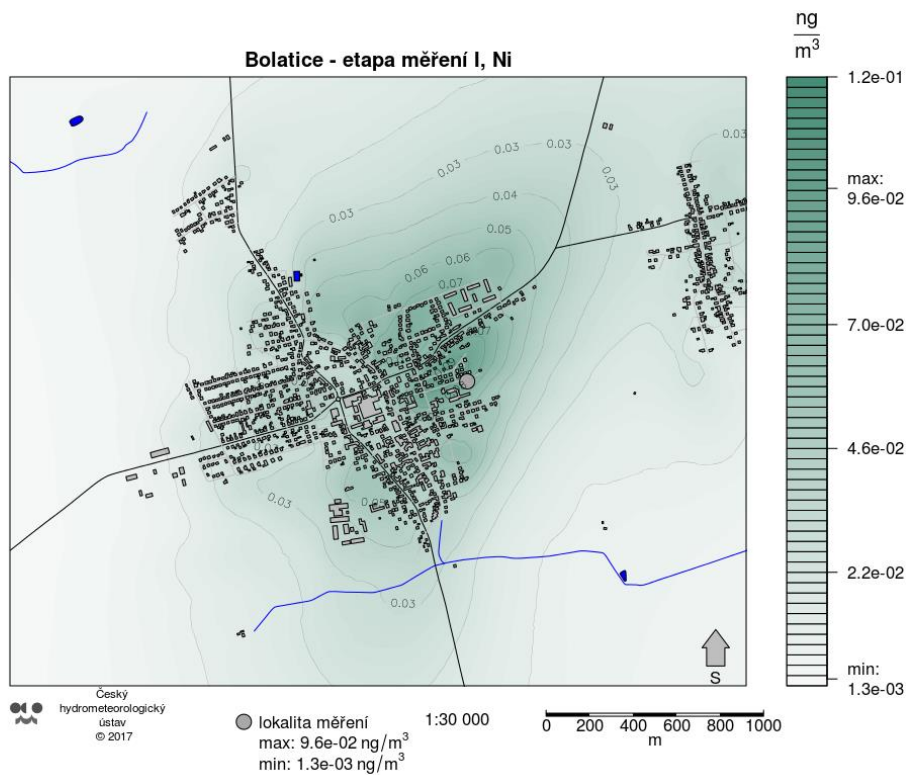 ng
m³
Bolatice - etapa měření I, Ni
1.2e-01
max:
9.6e-02
7.0e-02
4.6e-02
2.2e-02
min:
1.3e-03
0.03
0.03
0.03
0.03
0.03
0.04
0.05
0.06
0.06
0.07
0.03
0.03
S
Český
hydrometeorologický
ústav
© 2017
lokalita měření
max: 9.6e-02 ng/m³
min: 1.3e-03 ng/m³
1:30 000
0 200 400 600 800 1000
m